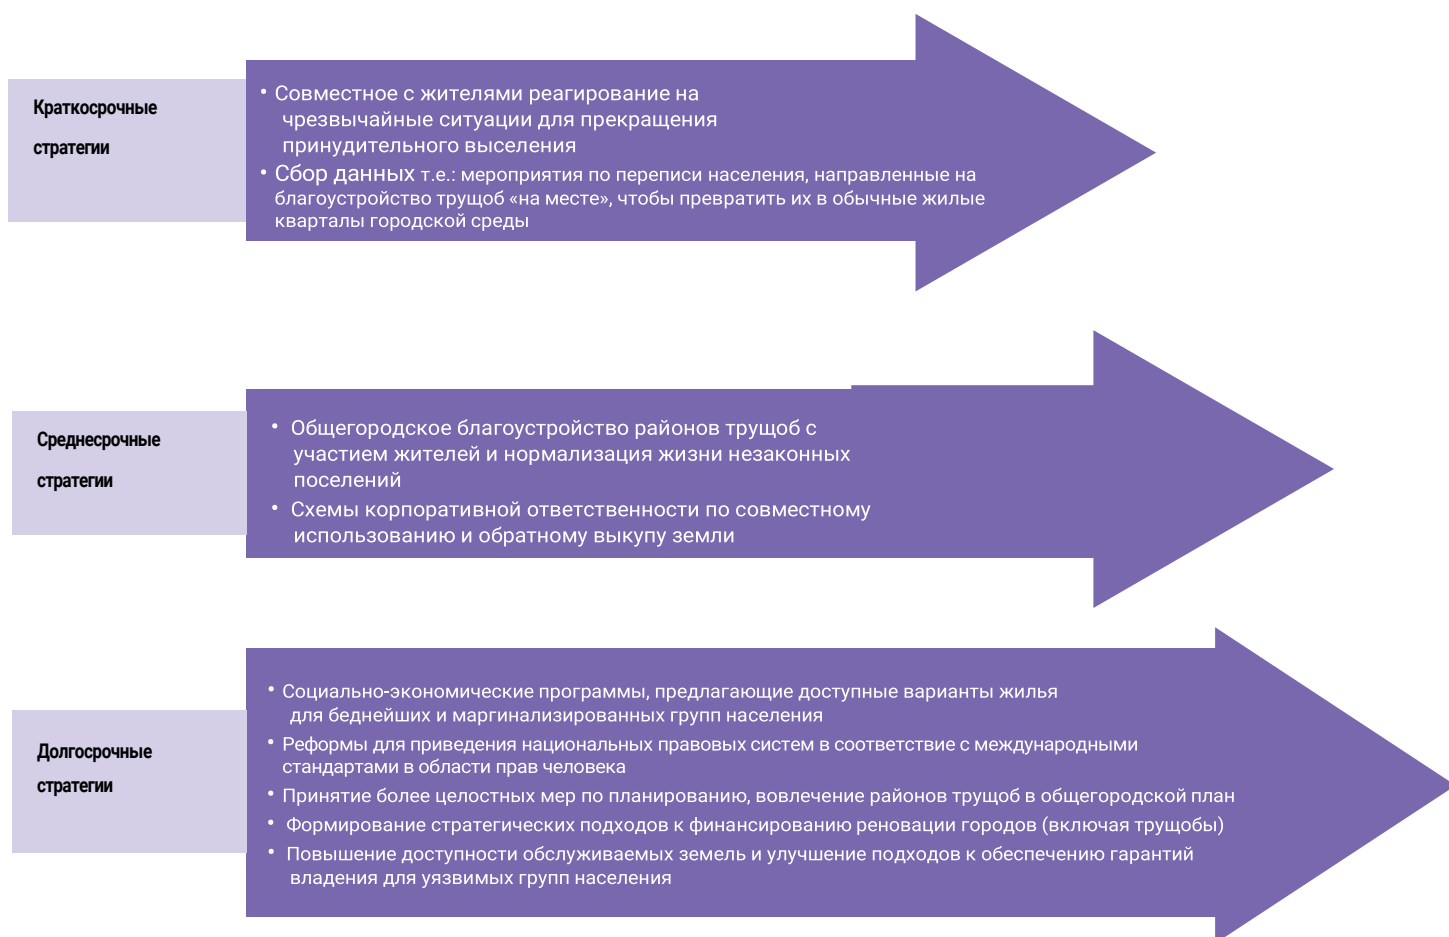 Краткосрочные
стратегии
• Совместное с жителями реагирование на
чрезвычайные ситуации для прекращения
принудительного выселения
• Сбор данных т.е.: мероприятия по переписи населения, направленные на
благоустройство трущоб «на месте», чтобы превратить их в обычные жилые
кварталы городской среды
Среднесрочные
стратегии
• Общегородское благоустройство районов трущоб с
участием жителей и нормализация жизни незаконных
поселений
• Схемы корпоративной ответственности по совместному
использованию и обратному выкупу земли
Долгосрочные
стратегии
• Социально-экономические программы, предлагающие доступные варианты жилья
для беднейших и маргинализированных групп населения
• Реформы для приведения национальных правовых систем в соответствие с международными
стандартами в области прав человека
• Принятие более целостных мер по планированию, вовлечение районов трущоб в общегородской план
• Формирование стратегических подходов к финансированию реновации городов (включая трущобы)
• Повышение доступности обслуживаемых земель и улучшение подходов к обеспечению гарантий
владения для уязвимых групп населения